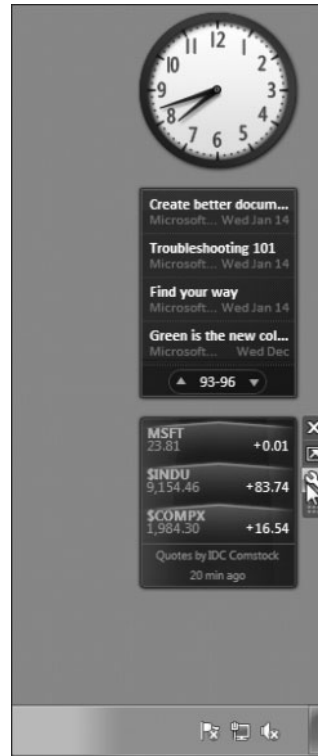 12
11
1
10
2
9
3
8
4
7
5
6
Create better docum...
Microsoft... Wed Jan 14
Troubleshooting 101
Microsoft... Wed Jan 14
Find your way
Microsoft... Wed Jan 14
Green is the new col...
Microsoft... Wed Dec
93-96
MSFT
23.81 +0.01
$INDU
9,154.46 +83.74
$COMPX
1,984.30 +16.54
Quotes by IDC Comstock
20 min ago